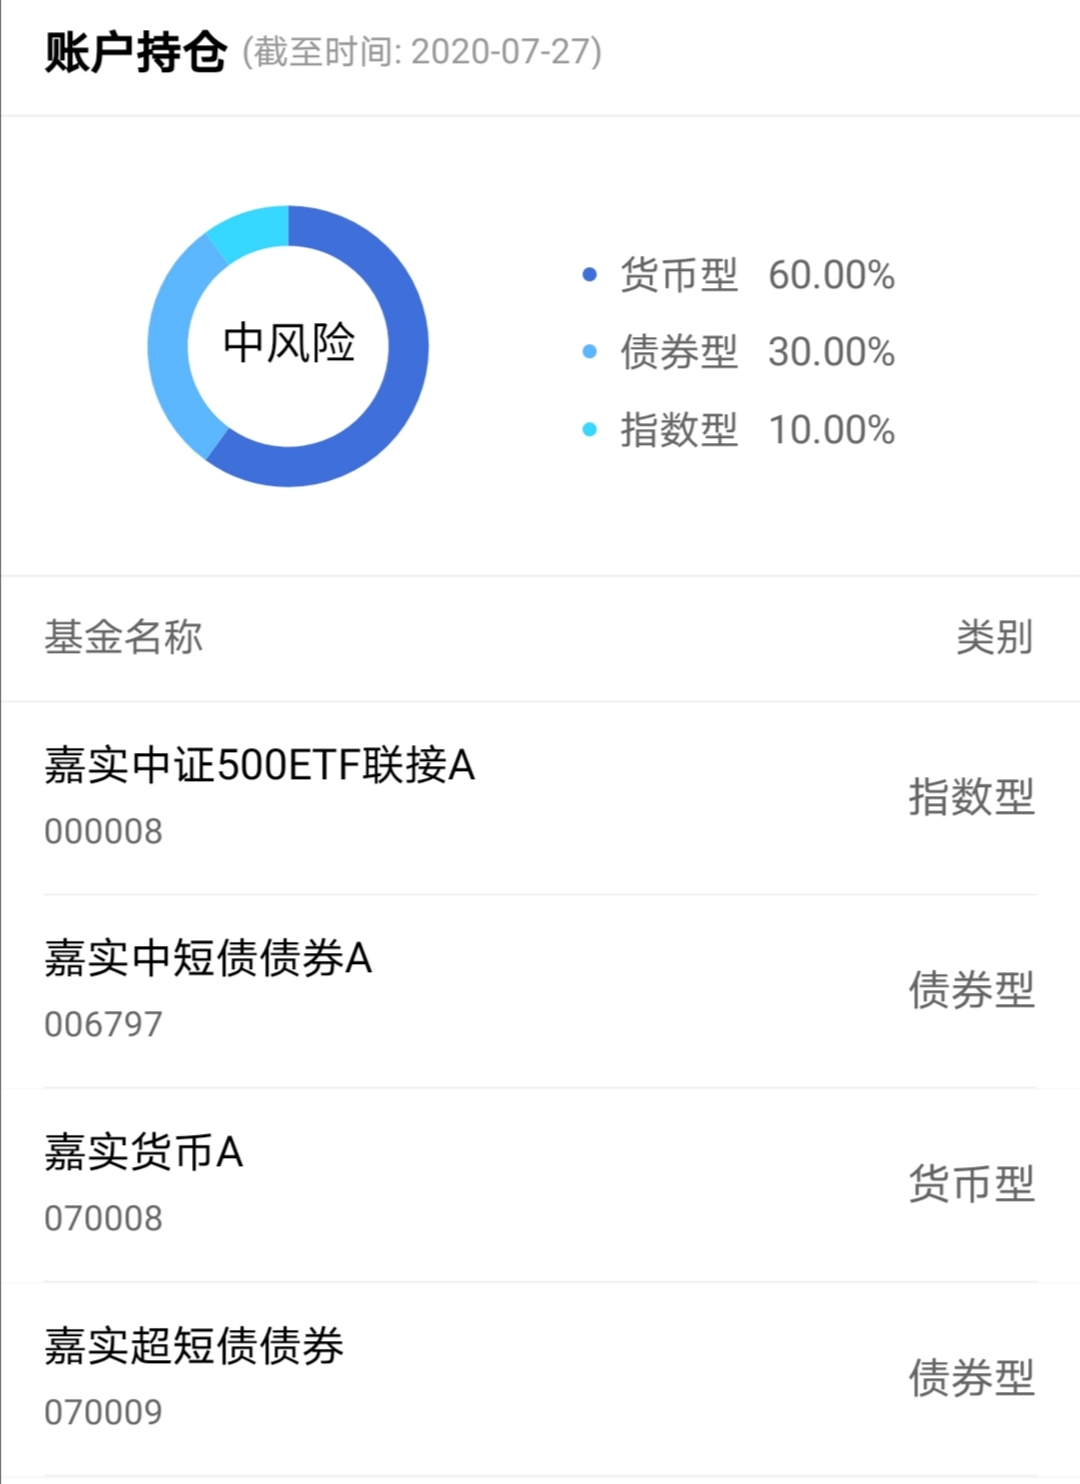 账户持仓 (截至时间: 2020-07-27)
中风险
货币型 60.00%
债券型 30.00%
指数型 10.00%
基金名称 类别
嘉实中证500ETF联接A
000008
指数型
嘉实中短债债券A
006797
债券型
嘉实货币A
070008
货币型
嘉实超短债债券
070009
债券型